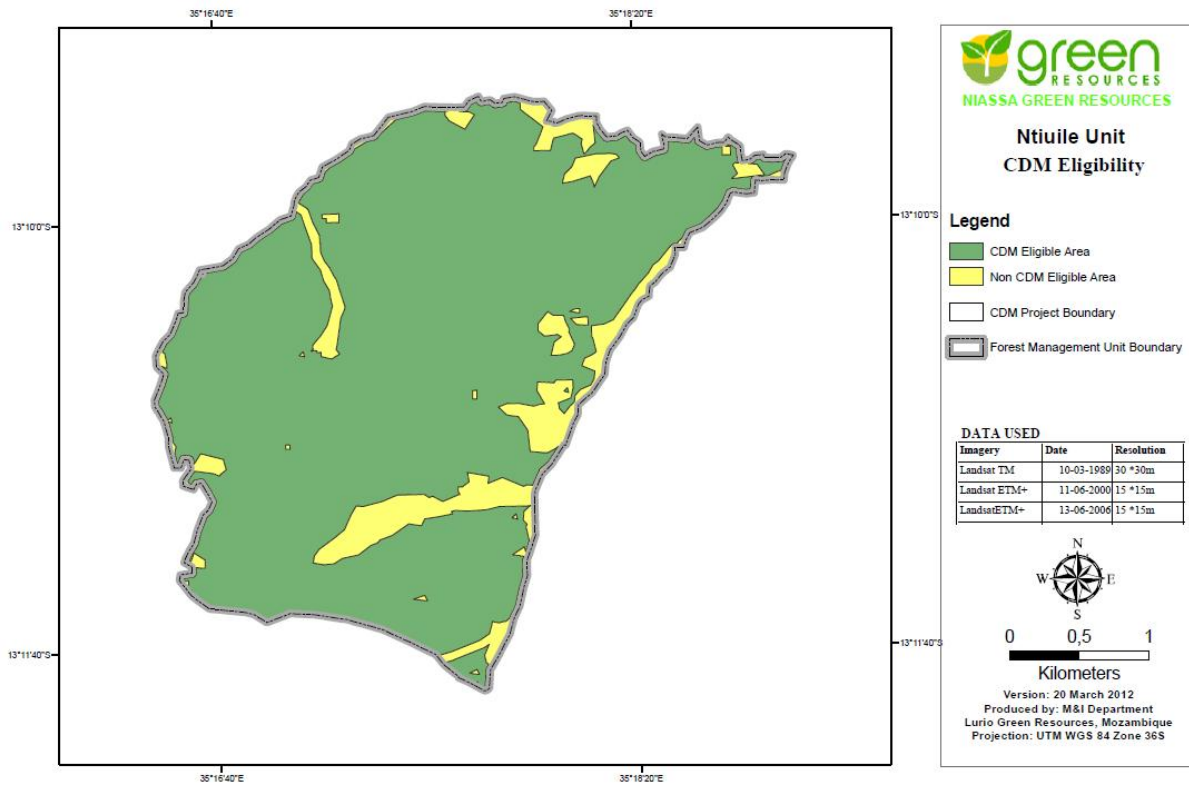 35°16'40"E
35°18'20"E
13°10'0"S
13°10'0"S
13°11'40"S
13°11'40"S
35°16'40"E
35°18'20"E
green
RESOURCES
NIASSA GREEN RESOURCES
Ntiuile Unit
CDM Eligibility
Legend
CDM Eligible Area
Non CDM Eligible Area
CDM Project Boundary
Forest Management Unit Boundary
DATA USED
Imagery Date Resolution
Landsat TM 10-03-1989 30 *30m
Landsat ETM+ 11-06-2000 15 *15m
LandsatETM+ 13-06-2006 15 *15m
N
W E
S
0 0,5 1
Kilometers
Version: 20 March 2012
Produced by: M&I Department
Lurio Green Resources, Mozambique
Projection: UTM WGS 84 Zone 36S